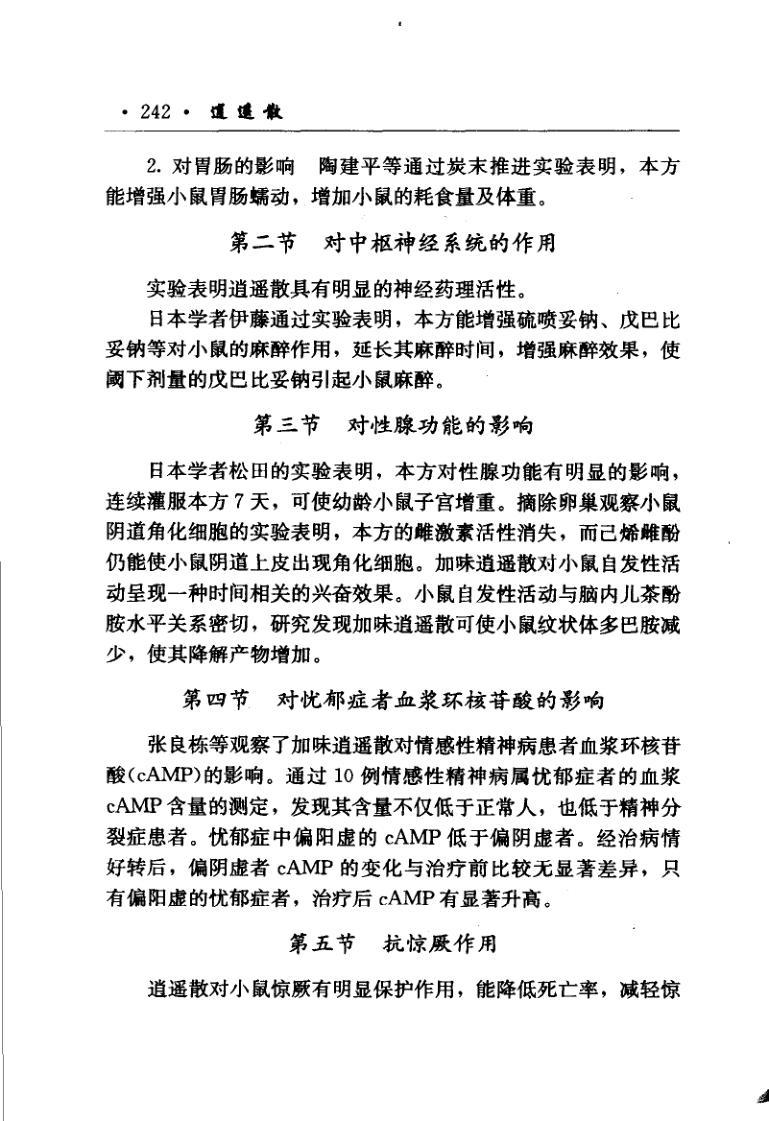 · 242 · 逍遥散
2. 对胃肠的影响 陶建平等通过炭末推进实验表明，本方
能增强小鼠胃肠蠕动，增加小鼠的耗食量及体重。
第二节 对中枢神经系统的作用
实验表明逍遥散具有明显的神经药理活性。
日本学者伊藤通过实验表明，本方能增强硫喷妥钠、戊巴比
妥钠等对小鼠的麻醉作用，延长其麻醉时间，增强麻醉效果，使
阈下剂量的戊巴比妥钠引起小鼠麻醉。
第三节 对性腺功能的影响
日本学者松田的实验表明，本方对性腺功能有明显的影响，
连续灌服本方 7 天，可使幼龄小鼠子宫增重。摘除卵巢观察小鼠
阴道角化细胞的实验表明，本方的雌激素活性消失，而己烯雌酚
仍能使小鼠阴道上皮出现角化细胞。加味逍遥散对小鼠自发性活
动呈现一种时间相关的兴奋效果。小鼠自发性活动与脑内儿茶酚
胺水平关系密切，研究发现加味逍遥散可使小鼠纹状体多巴胺减
少，使其降解产物增加。
第四节 对忧郁症者血浆环核苷酸的影响
张良栋等观察了加味逍遥散对情感性精神病患者血浆环核苷
酸(cAMP)的影响。通过 10 例情感性精神病属忧郁症者的血浆
cAMP 含量的测定，发现其含量不仅低于正常人，也低于精神分
裂症患者。忧郁症中偏阳虚的 cAMP 低于偏阴虚者。经治病情
好转后，偏阴虚者 cAMP 的变化与治疗前比较无显著差异，只
有偏阳虚的忧郁症者，治疗后 cAMP 有显著升高。
第五节 抗惊厥作用
逍遥散对小鼠惊厥有明显保护作用，能降低死亡率，减轻惊